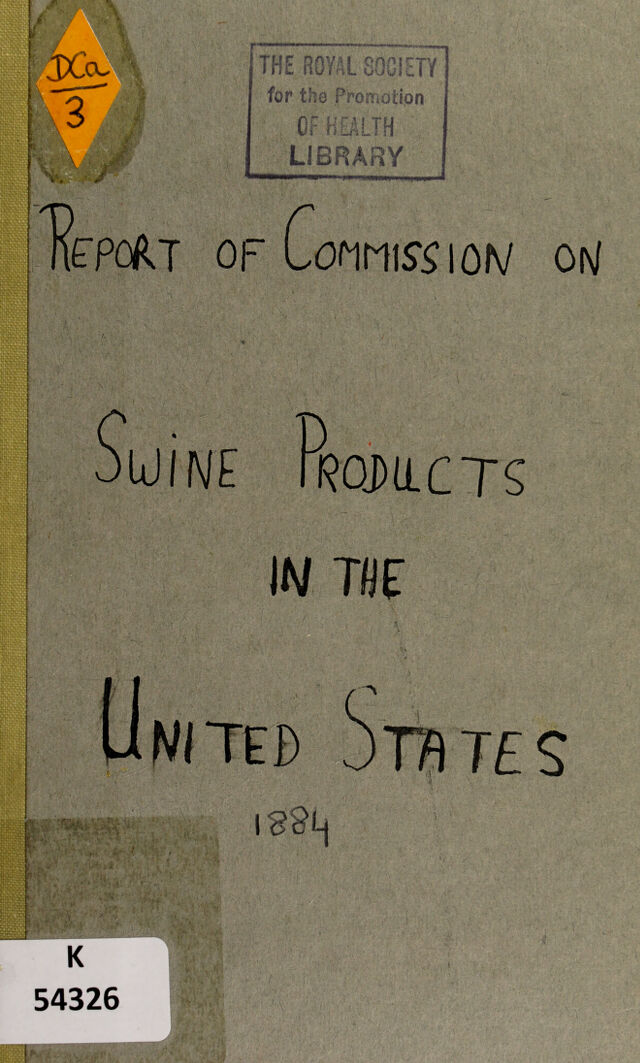 DCa
3
THE ROYAL SOCIETY
for the Promotion
OF HEALTH
LIBRARY
REPORT OF COMMISSION ON
SWINE PRODUCTS
IN THE
UNITED STATES
1884
K
54326